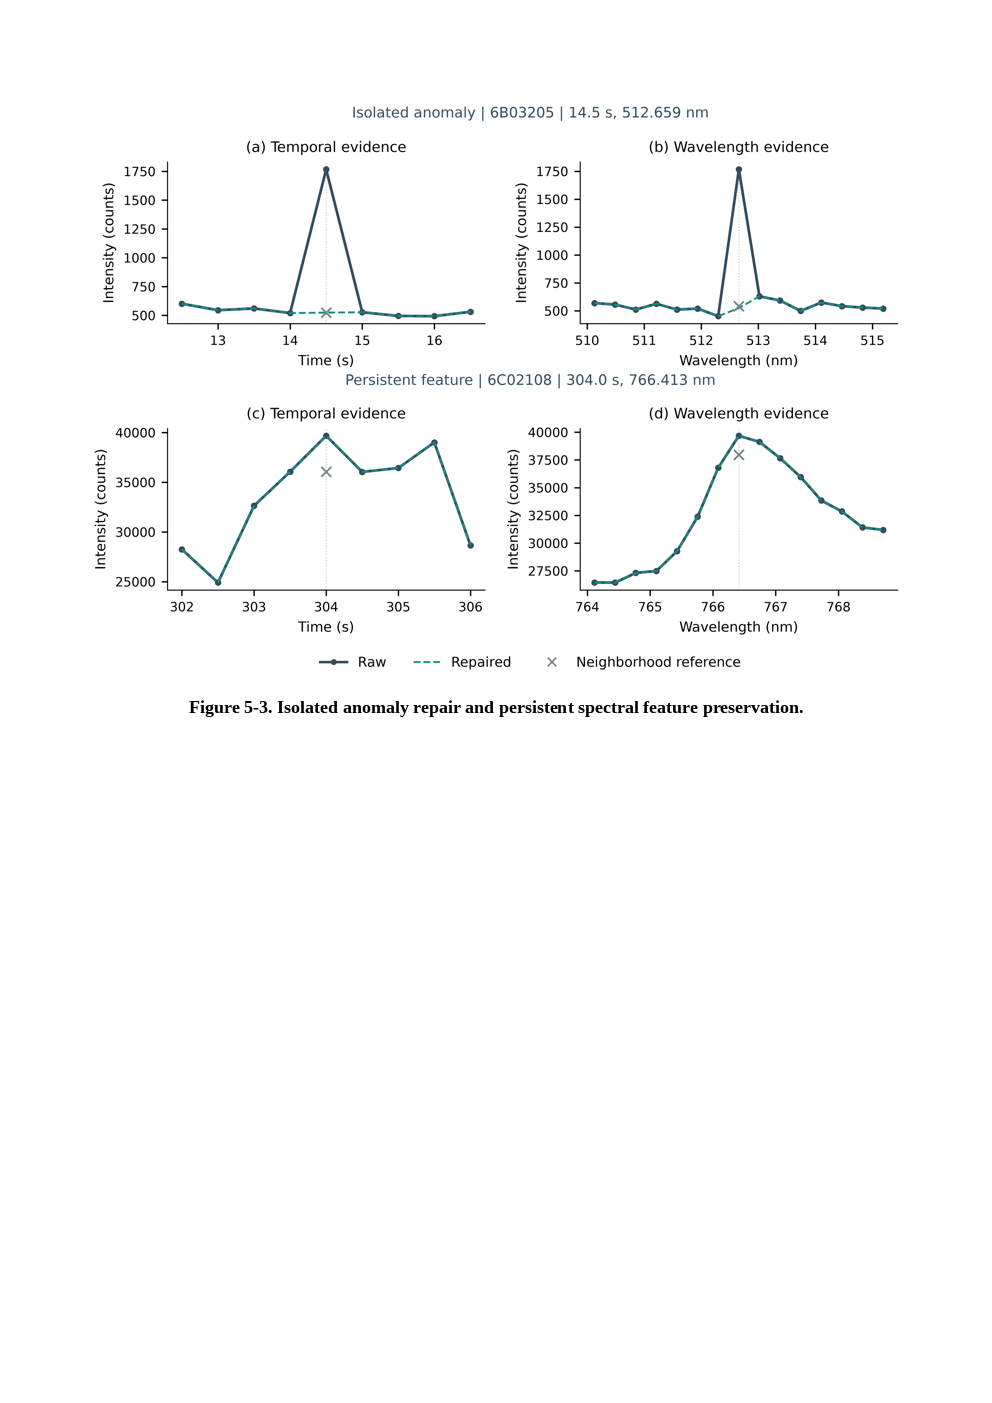 Isolated anomaly | 6B03205 | 14.5 s, 512.659 nm
(a) Temporal evidence
1750
1500
1250
1000
750
500
Intensity (counts)
13 14 15 16
Time (s)
(b) Wavelength evidence
1750
1500
1250
1000
750
500
Intensity (counts)
510 511 512 513 514 515
Wavelength (nm)
Persistent feature | 6C02108 | 304.0 s, 766.413 nm
(c) Temporal evidence
40000
35000
30000
25000
Intensity (counts)
302 303 304 305 306
Time (s)
(d) Wavelength evidence
40000
37500
35000
32500
30000
27500
Intensity (counts)
764 765 766 767 768
Wavelength (nm)
Raw Repaired Neighborhood reference
Figure 5-3. Isolated anomaly repair and persistent spectral feature preservation.